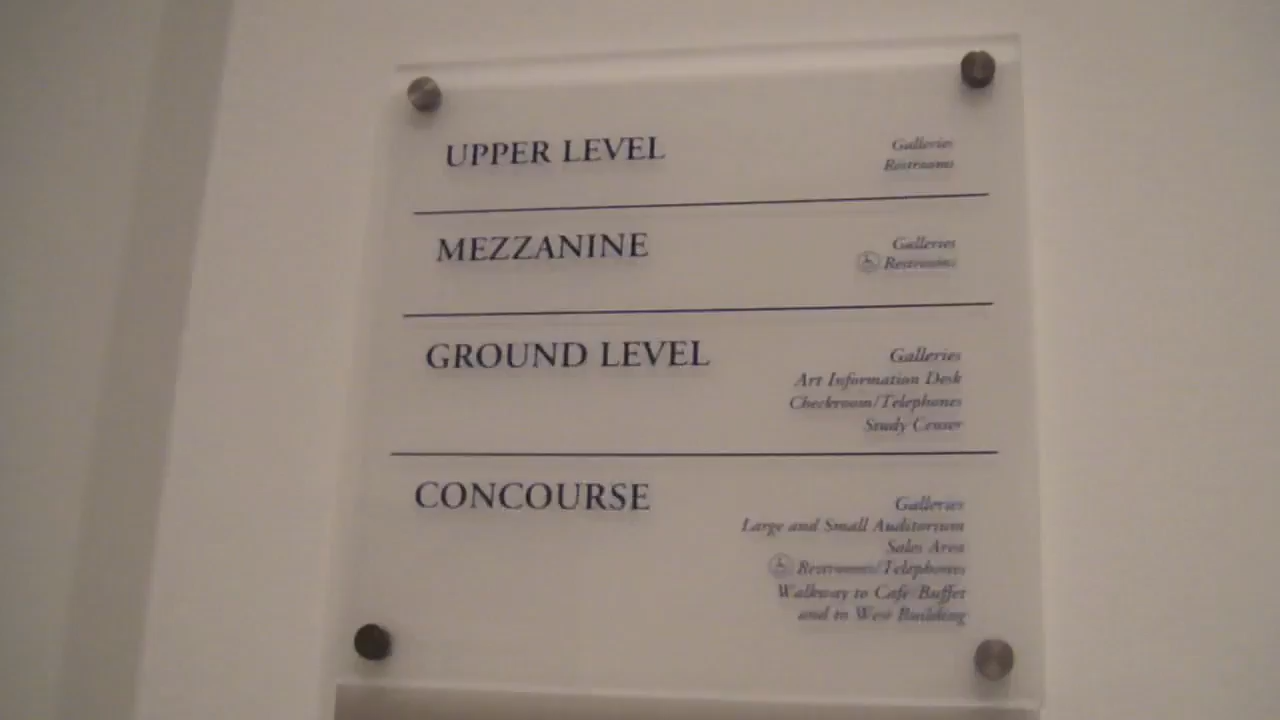 UPPER LEVEL
Galleries
Restrooms
MEZZANINE
Galleries
Restrooms
GROUND LEVEL
Galleries
Art Information Desk
Checkroom/Telephones
Study Center
CONCOURSE
Galleries
Large and Small Auditorium
Sales Area
Restrooms/Telephones
Walkway to Cafe/Buffet
and to West Building